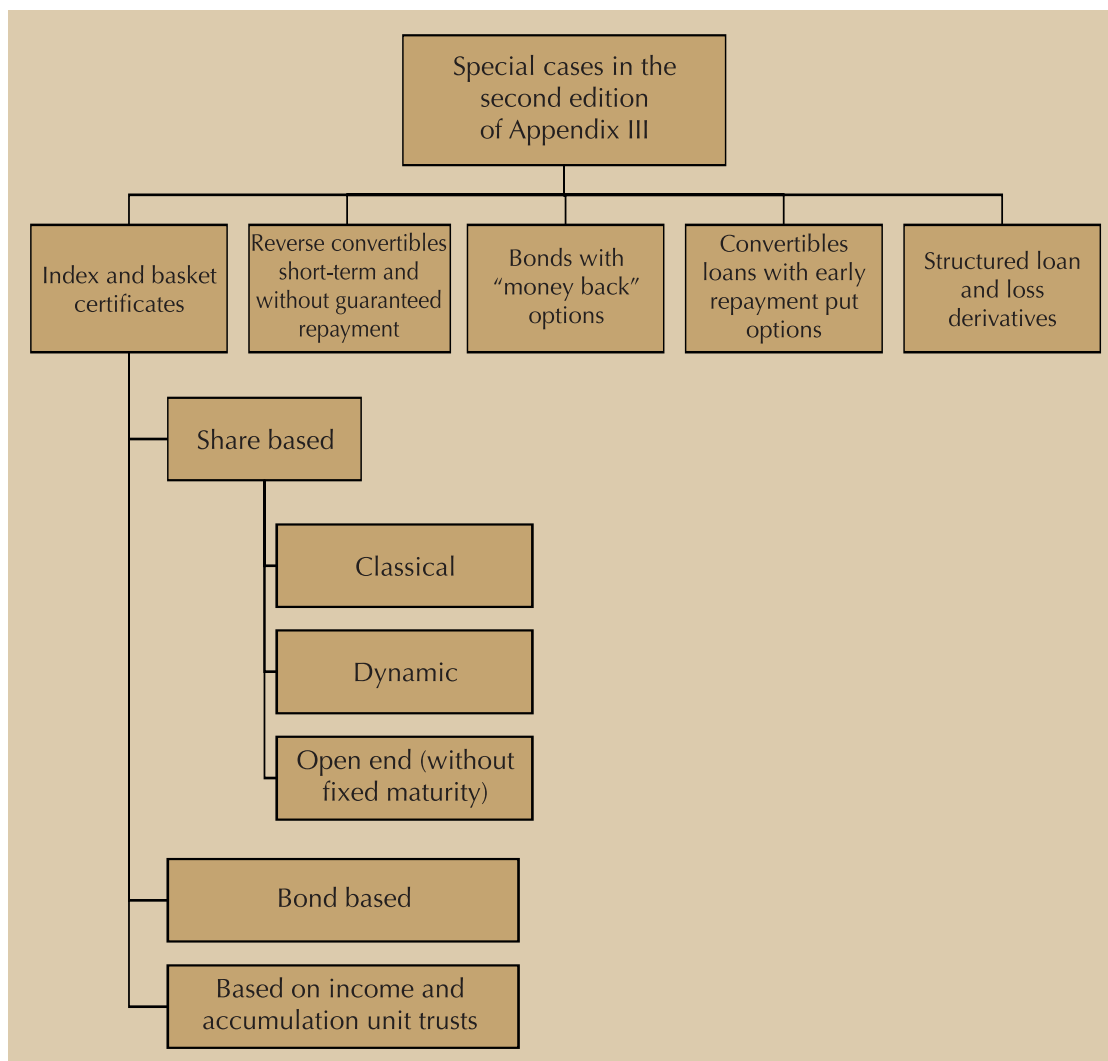 Special cases in the
second edition
of Appendix III
Index and basket
certificates
Reverse convertibles
short-term and
without guaranteed
repayment
Bonds with
“money back”
options
Convertibles
loans with early
repayment put
options
Structured loan
and loss
derivatives
Share based
Classical
Dynamic
Open end (without
fixed maturity)
Bond based
Based on income and
accumulation unit trusts